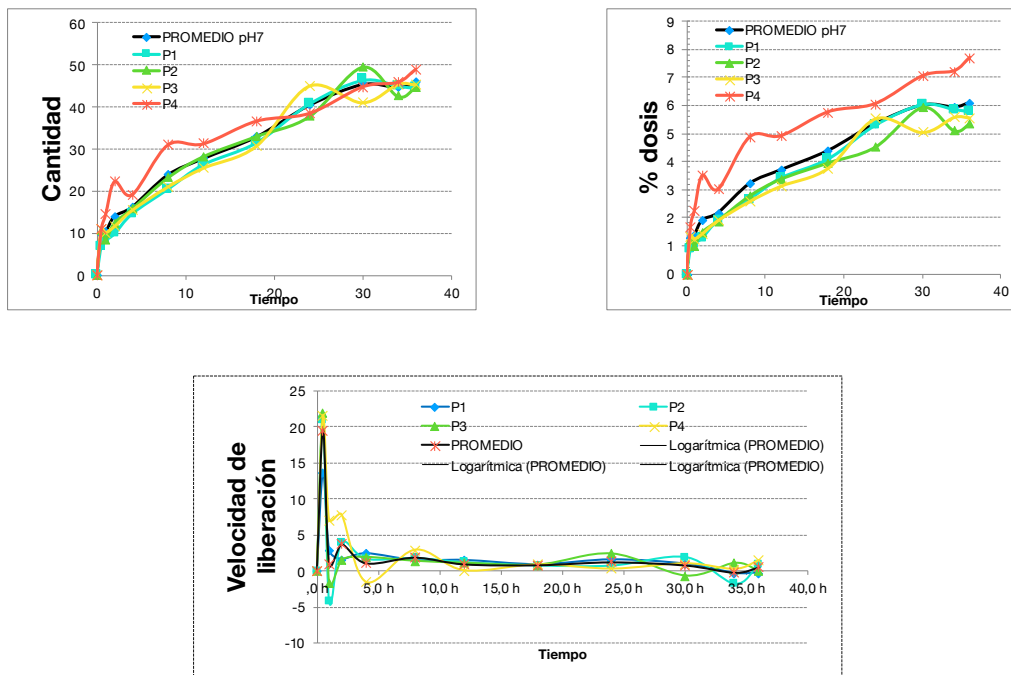 60
50
40
30
20
10
0
Cantidad
PROMEDIO pH7
P1
P2
P3
P4
0 10 20 30 40
Tiempo
9
8
7
6
5
4
3
2
1
0
% dosis
PROMEDIO pH7
P1
P2
P3
P4
0 10 20 30 40
Tiempo
25
20
15
10
5
0
-5
-10
Velocidad de
liberación
P1 P2
P3 P4
PROMEDIO Logarítmica (PROMEDIO)
Logarítmica (PROMEDIO) Logarítmica (PROMEDIO)
,0 h 5,0 h 10,0 h 15,0 h 20,0 h 25,0 h 30,0 h 35,0 h 40,0 h
Tiempo